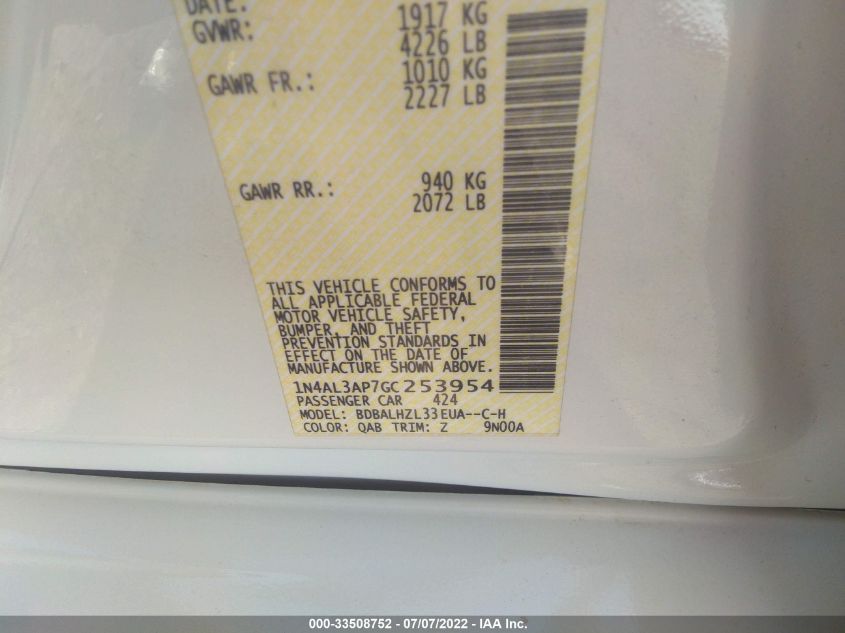 DATE:
GVWR: 1917 KG
4226 LB
GAWR FR.: 1010 KG
2227 LB
GAWR RR.: 940 KG
2072 LB
THIS VEHICLE CONFORMS TO
ALL APPLICABLE FEDERAL
MOTOR VEHICLE SAFETY,
BUMPER, AND THEFT
PREVENTION STANDARDS IN
EFFECT ON THE DATE OF
MANUFACTURE SHOWN ABOVE.
1N4AL3AP7GC253954
PASSENGER CAR 424
MODEL: BDBALHZL33EUA--C-H
COLOR: QAB TRIM: Z 9N00A
000-33508752 - 07/07/2022 - IAA Inc.